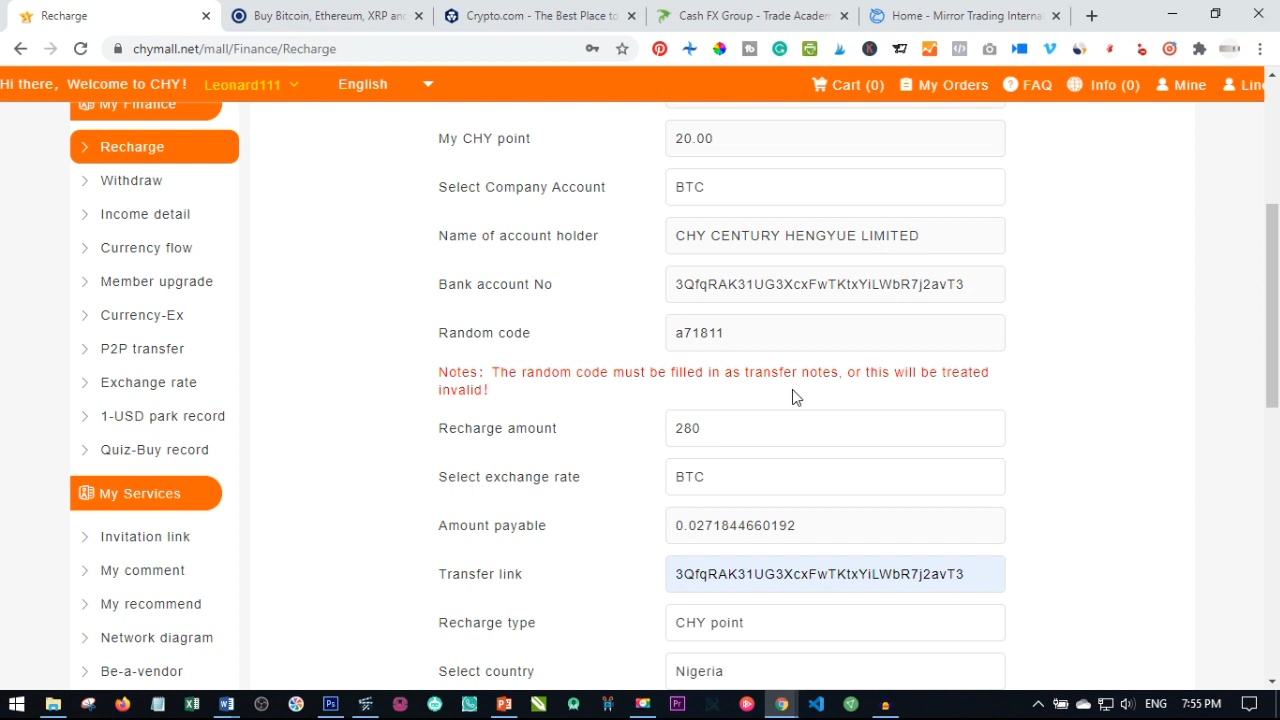 Recharge
Buy Bitcoin, Ethereum, XRP and
Crypto.com - The Best Place to
Cash FX Group - Trade Academ
Home - Mirror Trading Interna
chymall.net/mall/Finance/Recharge
Hi there, Welcome to CHY!
Leonard111
English
Cart (0)
My Orders
FAQ
Info (0)
Mine
My Finance
Recharge
Withdraw
Income detail
Currency flow
Member upgrade
Currency-Ex
P2P transfer
Exchange rate
1-USD park record
Quiz-Buy record
My Services
Invitation link
My comment
My recommend
Network diagram
Be-a-vendor
My CHY point
20.00
Select Company Account
BTC
Name of account holder
CHY CENTURY HENGYUE LIMITED
Bank account No
3QfqRAK31UG3XcxFwTKtxYiLWbR7j2avT3
Random code
a71811
Notes: The random code must be filled in as transfer notes, or this will be treated
invalid!
Recharge amount
280
Select exchange rate
BTC
Amount payable
0.0271844660192
Transfer link
3QfqRAK31UG3XcxFwTKtxYiLWbR7j2avT3
Recharge type
CHY point
Select country
Nigeria
ENG
7:55 PM